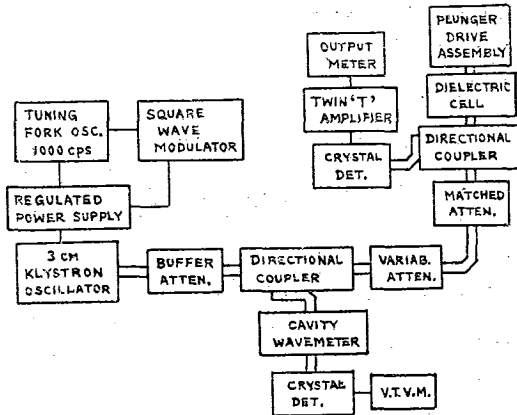 PLUNGER
DRIVE
ASSEMBLY
OUTPUT
METER
DIELECTRIC
CELL
TWIN 'T'
AMPLIFIER
TUNING
FORK OSC.
1000 CPS
SQUARE
WAVE
MODULATOR
DIRECTIONAL
COUPLER
CRYSTAL
DET.
REGULATED
POWER SUPPLY
MATCHED
ATTEN.
3 CM
KLYSTRON
OSCILLATOR
BUFFER
ATTEN.
DIRECTIONAL
COUPLER
VARIAB.
ATTEN.
CAVITY
WAVEMETER
CRYSTAL
DET.
V.T.V.M.